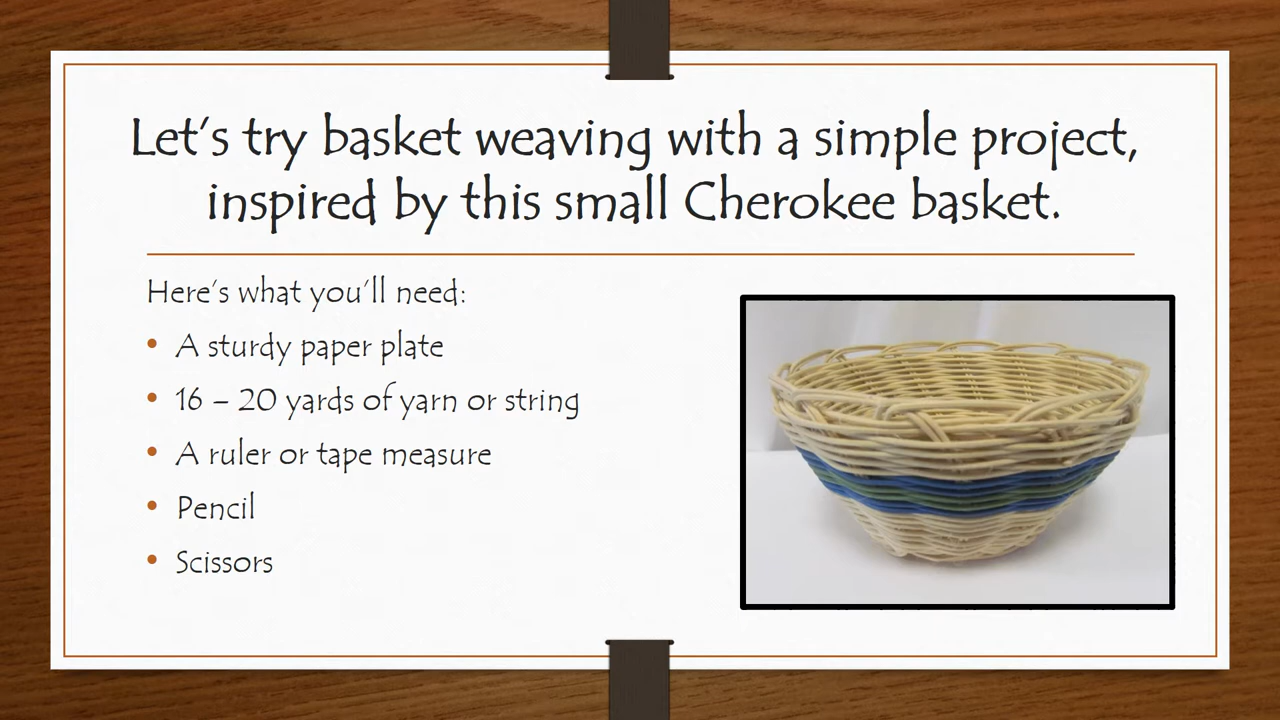 Let's try basket weaving with a simple project,
inspired by this small Cherokee basket.
Here's what you'll need:
• A sturdy paper plate
• 16 – 20 yards of yarn or string
• A ruler or tape measure
• Pencil
• Scissors